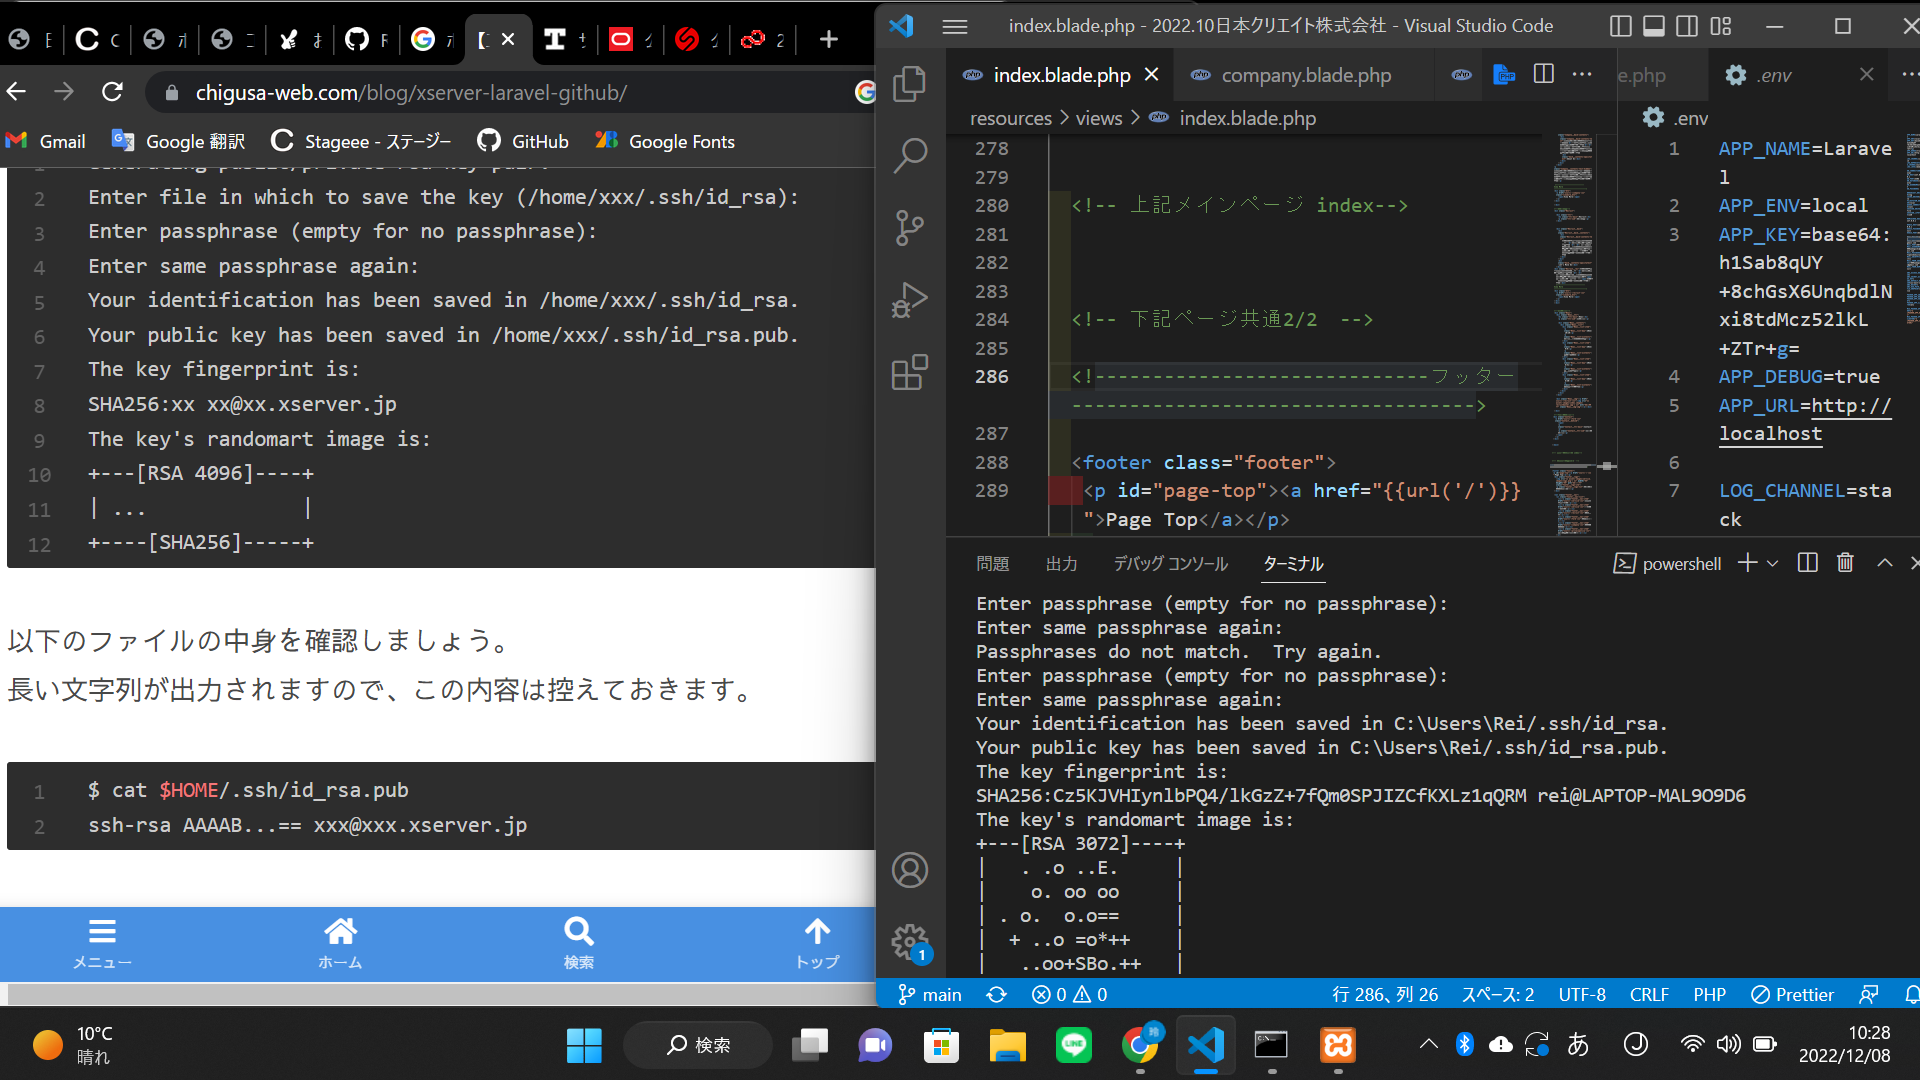 chigusa-web.com/blog/xserver-laravel-github/
Gmail
Google 翻訳
Stageee - ステージー
GitHub
Google Fonts
2 Enter file in which to save the key (/home/xxx/.ssh/id_rsa):
3 Enter passphrase (empty for no passphrase):
4 Enter same passphrase again:
5 Your identification has been saved in /home/xxx/.ssh/id_rsa.
6 Your public key has been saved in /home/xxx/.ssh/id_rsa.pub.
7 The key fingerprint is:
8 SHA256:xx xx@xx.xserver.jp
9 The key's randomart image is:
10 +---[RSA 4096]----+
11 | ...             |
12 +----[SHA256]-----+
以下のファイルの中身を確認しましょう。
長い文字列が出力されますので、この内容は控えておきます。
1 $ cat $HOME/.ssh/id_rsa.pub
2 ssh-rsa AAAAB...== xxx@xxx.xserver.jp
メニュー
ホーム
検索
トップ
index.blade.php - 2022.10日本クリエイト株式会社 - Visual Studio Code
index.blade.php
company.blade.php
e.php
.env
resources > views > index.blade.php
.env
278
279
280 <!-- 上記メインページ index-->
281
282
283
284 <!-- 下記ページ共通2/2  -->
285
286 <!----------------------------フッター
---------------------------------->
287
288 <footer class="footer">
289 <p id="page-top"><a href="{{url('/')}}
">Page Top</a></p>
1 APP_NAME=Larave
l
2 APP_ENV=local
3 APP_KEY=base64:
h1Sab8qUY
+8chGsX6UnqbdlN
xi8tdMcz52lkL
+ZTr+g=
4 APP_DEBUG=true
5 APP_URL=http://
localhost
6
7 LOG_CHANNEL=sta
ck
問題
出力
デバッグ コンソール
ターミナル
powershell
Enter passphrase (empty for no passphrase):
Enter same passphrase again:
Passphrases do not match.  Try again.
Enter passphrase (empty for no passphrase):
Enter same passphrase again:
Your identification has been saved in C:\Users\Rei/.ssh/id_rsa.
Your public key has been saved in C:\Users\Rei/.ssh/id_rsa.pub.
The key fingerprint is:
SHA256:Cz5KJVHIynlbPQ4/lkGzZ+7fQm0SPJIZCfKXLz1qQRM rei@LAPTOP-MAL9O9D6
The key's randomart image is:
+---[RSA 3072]----+
|   . .o ..E.     |
|    o. oo oo     |
| . o.  o.o==     |
|  + ..o =o*++    |
|   ..oo+SBo.++   |
1
main
0
0
行 286、列 26
スペース: 2
UTF-8
CRLF
PHP
Prettier
10°C
晴れ
検索
LINE
玲
あ
10:28
2022/12/08